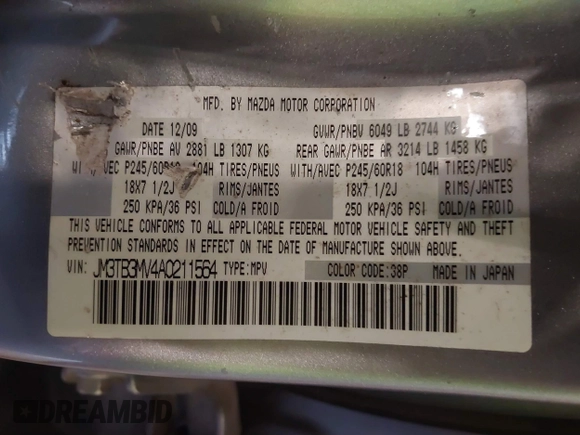 MFD. BY MAZDA MOTOR CORPORATION
DATE 12/09 GVWR/PNBV 6049 LB 2744 KG
GAWR/PNBE AV 2881 LB 1307 KG REAR GAWR/PNBE AR 3214 LB 1458 KG
WITH/AVEC P245/60R18 104H TIRES/PNEUS WITH/AVEC P245/60R18 104H TIRES/PNEUS
18X7 1/2J RIMS/JANTES 18X7 1/2J RIMS/JANTES
250 KPA/36 PSI COLD/A FROID 250 KPA/36 PSI COLD/A FROID
THIS VEHICLE CONFORMS TO ALL APPLICABLE FEDERAL MOTOR VEHICLE SAFETY AND THEFT
PREVENTION STANDARDS IN EFFECT ON THE DATE OF MANUFACTURE SHOWN ABOVE.
VIN: JM3TB3MV4A0211564 TYPE:MPV COLOR CODE:38P MADE IN JAPAN
DREAMBID